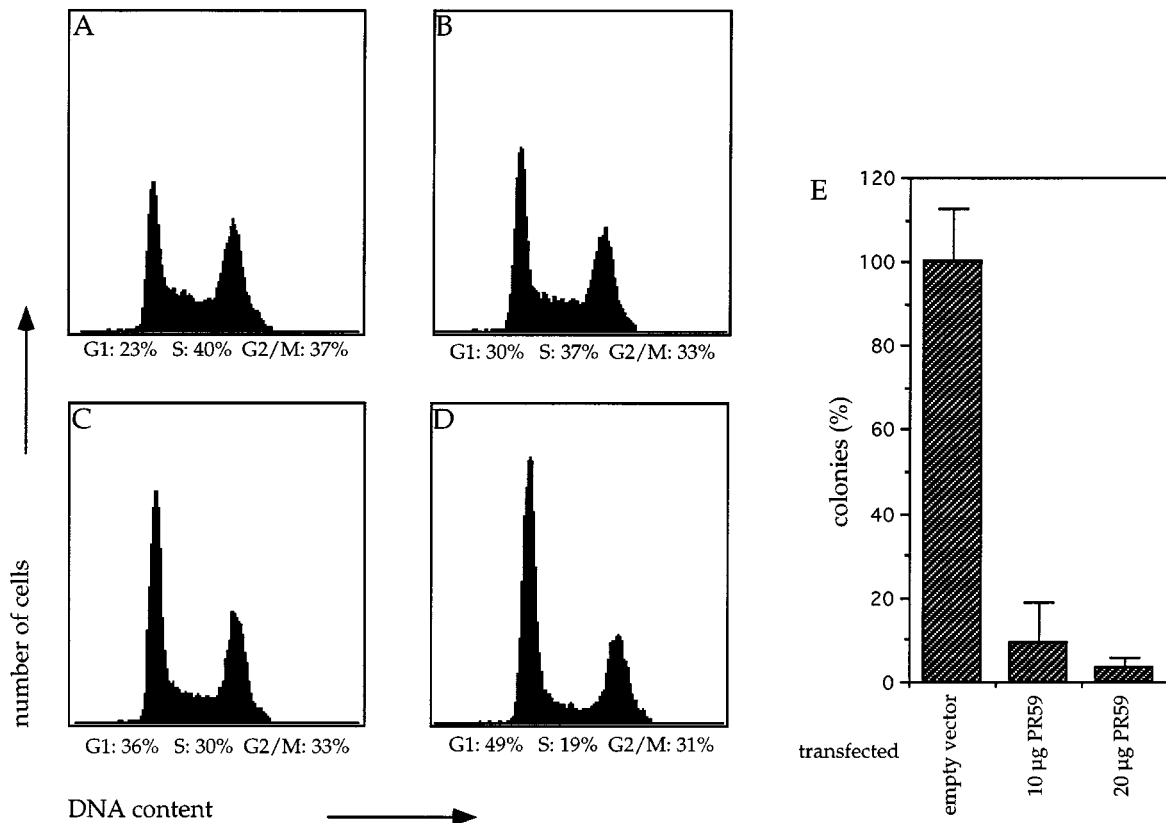 A
B
G1: 23% S: 40% G2/M: 37%
G1: 30% S: 37% G2/M: 33%
C
D
G1: 36% S: 30% G2/M: 33%
G1: 49% S: 19% G2/M: 31%
number of cells
DNA content
E
120
100
80
60
40
20
0
colonies (%)
transfected
empty vector
10 µg PR59
20 µg PR59